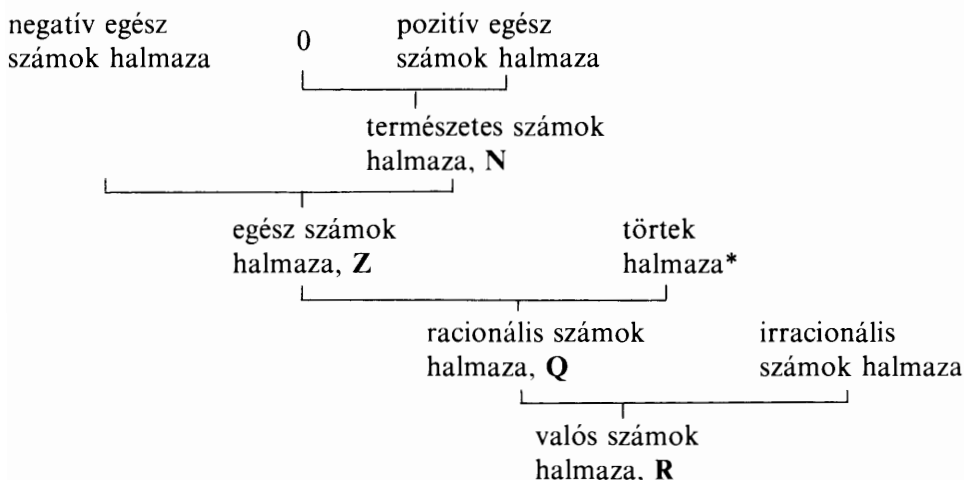 negatív egész
számok halmaza
0
pozitív egész
számok halmaza
természetes számok
halmaza, N
egész számok
halmaza, Z
törtek
halmaza*
racionális számok
halmaza, Q
irracionális
számok halmaza
valós számok
halmaza, R